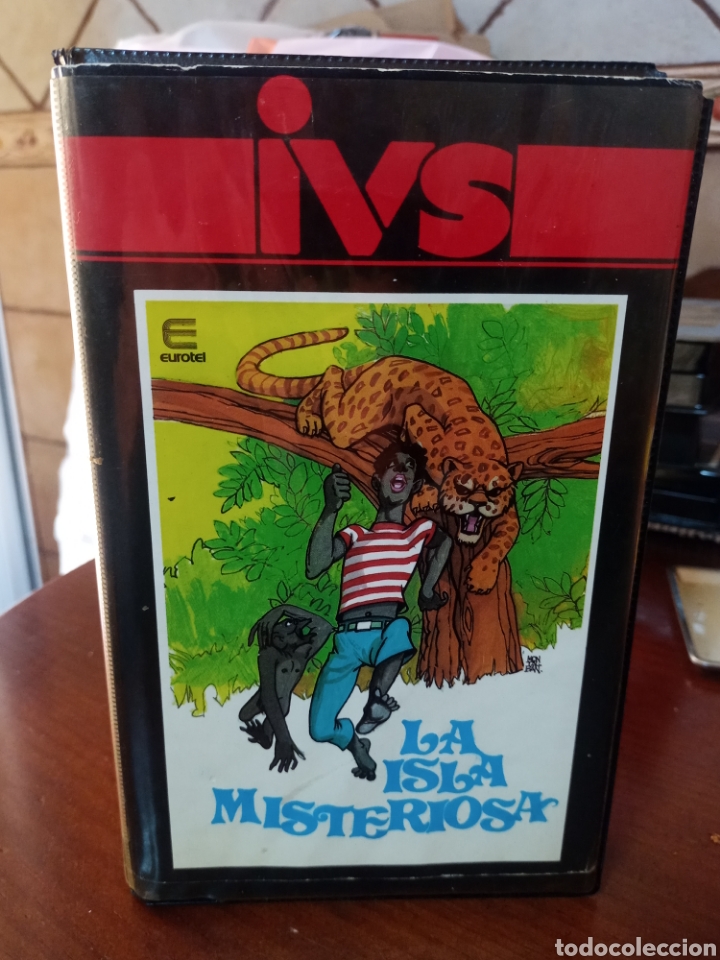 ivs
eurotel
LA
ISLA
MISTERIOSA
todocoleccion